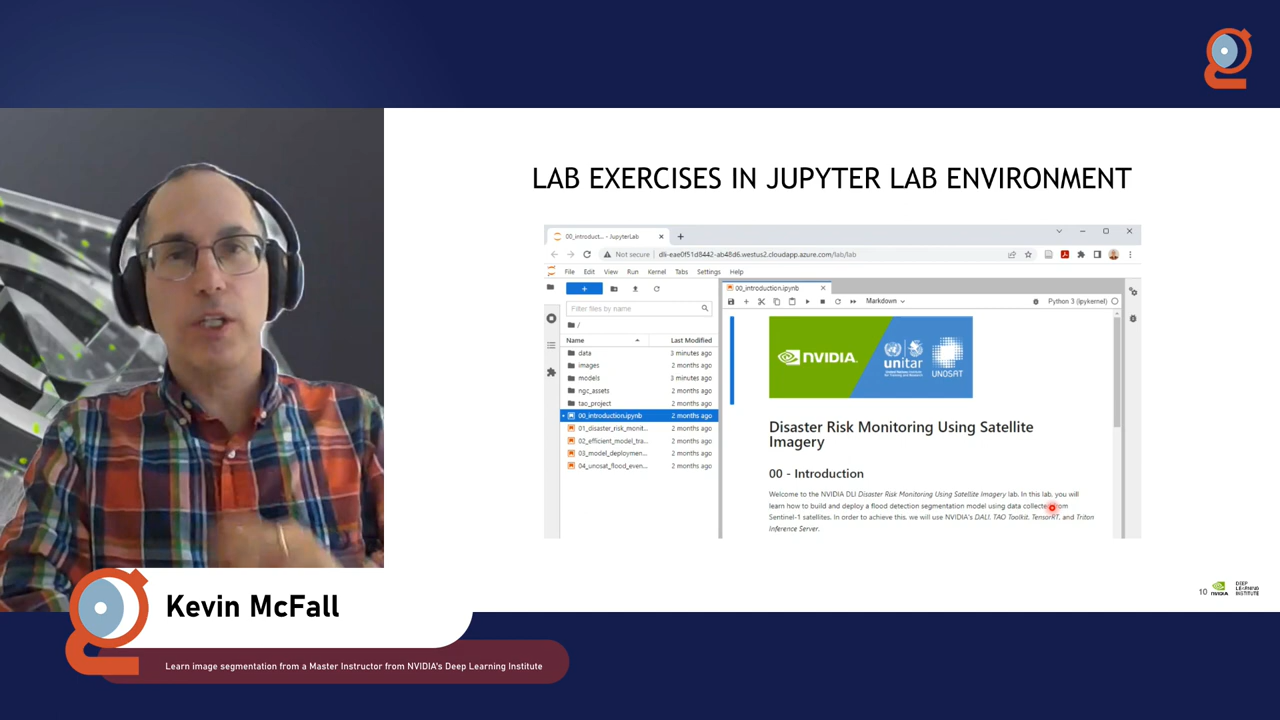 LAB EXERCISES IN JUPYTER LAB ENVIRONMENT
00_introduct... - JupyterLab
Not secure | dli-eae0f51d8442-ab48d6.westus2.cloudapp.azure.com/lab/lab
File Edit View Run Kernel Tabs Settings Help
00_introduction.ipynb
Filter files by name
Markdown
Python 3 (ipykernel)
/
Name Last Modified
data 3 minutes ago
images 2 months ago
models 3 minutes ago
ngc_assets 2 months ago
tao_project 2 months ago
00_introduction.ipynb 2 months ago
01_disaster_risk_monit... 2 months ago
02_efficient_model_tra... 2 months ago
03_model_deploymen... 2 months ago
04_unosat_flood_even... 2 months ago
NVIDIA.
unitar
United Nations Institute
for Training and Research
UNOSAT
Disaster Risk Monitoring Using Satellite
Imagery
00 - Introduction
Welcome to the NVIDIA DLI Disaster Risk Monitoring Using Satellite Imagery lab. In this lab, you will
learn how to build and deploy a flood detection segmentation model using data
Sentinel-1 satellites. In order to achieve this, we will use NVIDIA's DALI, TAO Toolkit, TensorRT, and Triton
Inference Server.
10
NVIDIA
DEEP
LEARNING
INSTITUTE
Kevin McFall
Learn image segmentation from a Master Instructor from NVIDIA's Deep Learning Institute